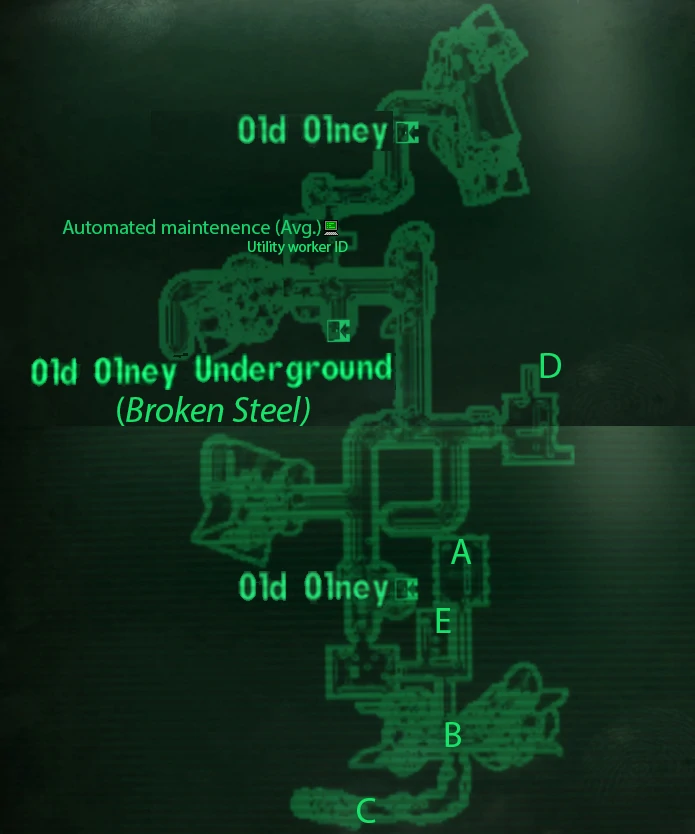 Old Olney
Automated maintenence (Avg.)
Utility worker ID
Old Olney Underground
(Broken Steel)
D
A
Old Olney
E
B
C